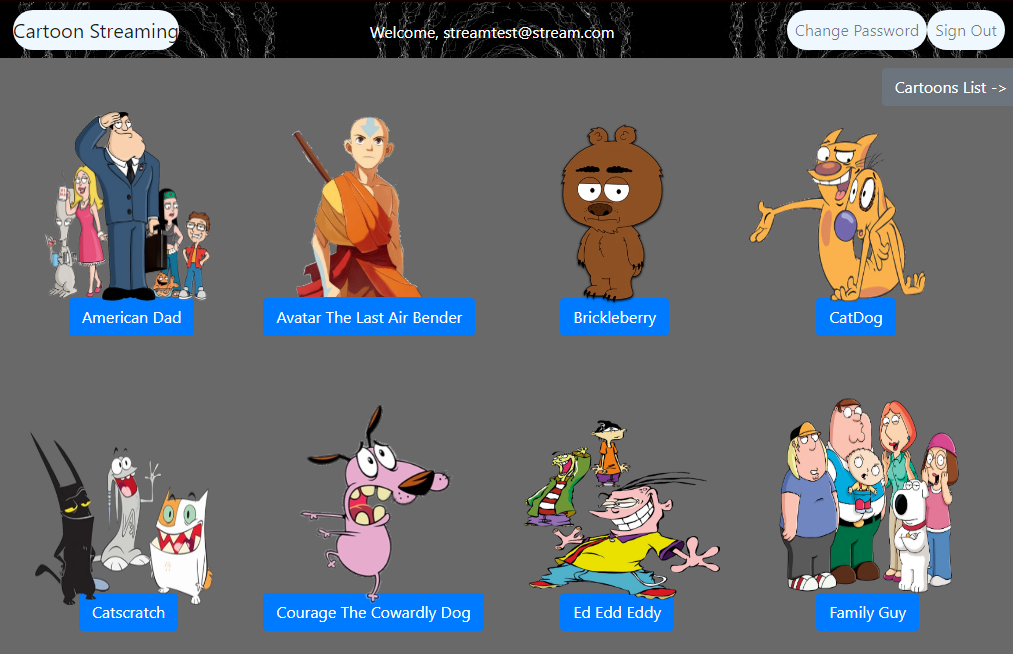 Cartoon Streaming
Welcome, streamtest@stream.com
Change Password
Sign Out
Cartoons List ->
American Dad
Avatar The Last Air Bender
Brickleberry
CatDog
Catscratch
Courage The Cowardly Dog
Ed Edd Eddy
Family Guy